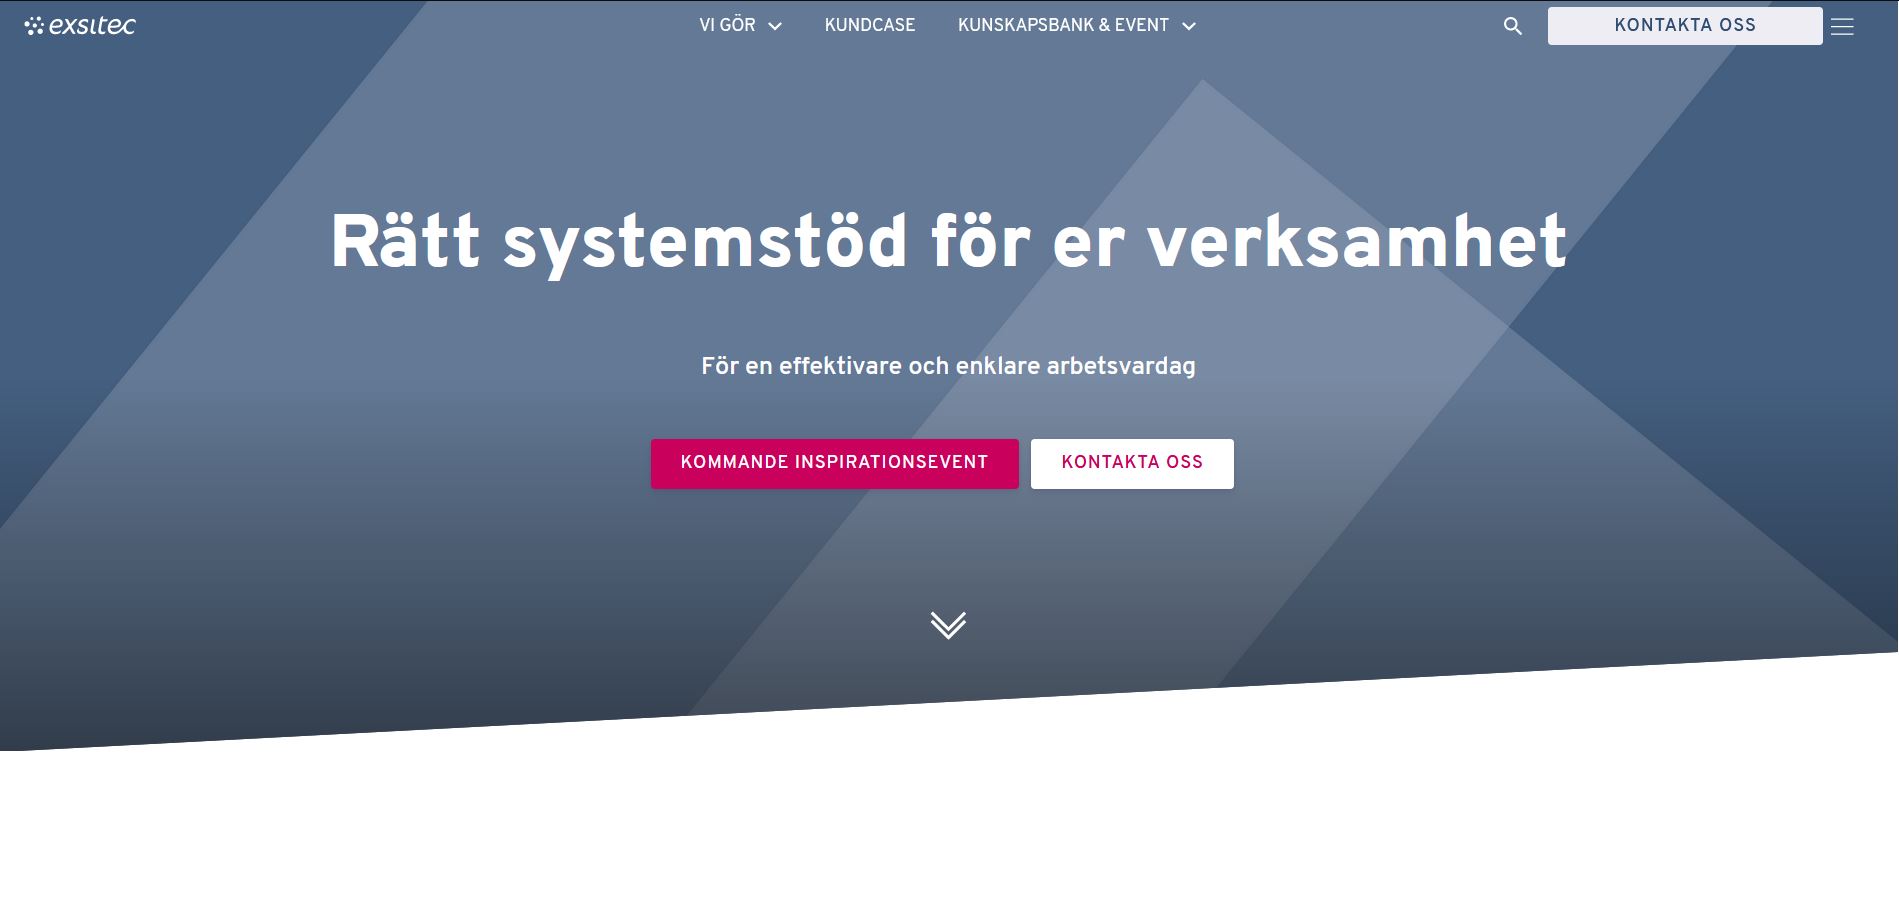 exsitec
VI GÖR
KUNDCASE
KUNSKAPSBANK & EVENT
KONTAKTA OSS
Rätt systemstöd för er verksamhet
För en effektivare och enklare arbetsvardag
KOMMANDE INSPIRATIONSEVENT
KONTAKTA OSS